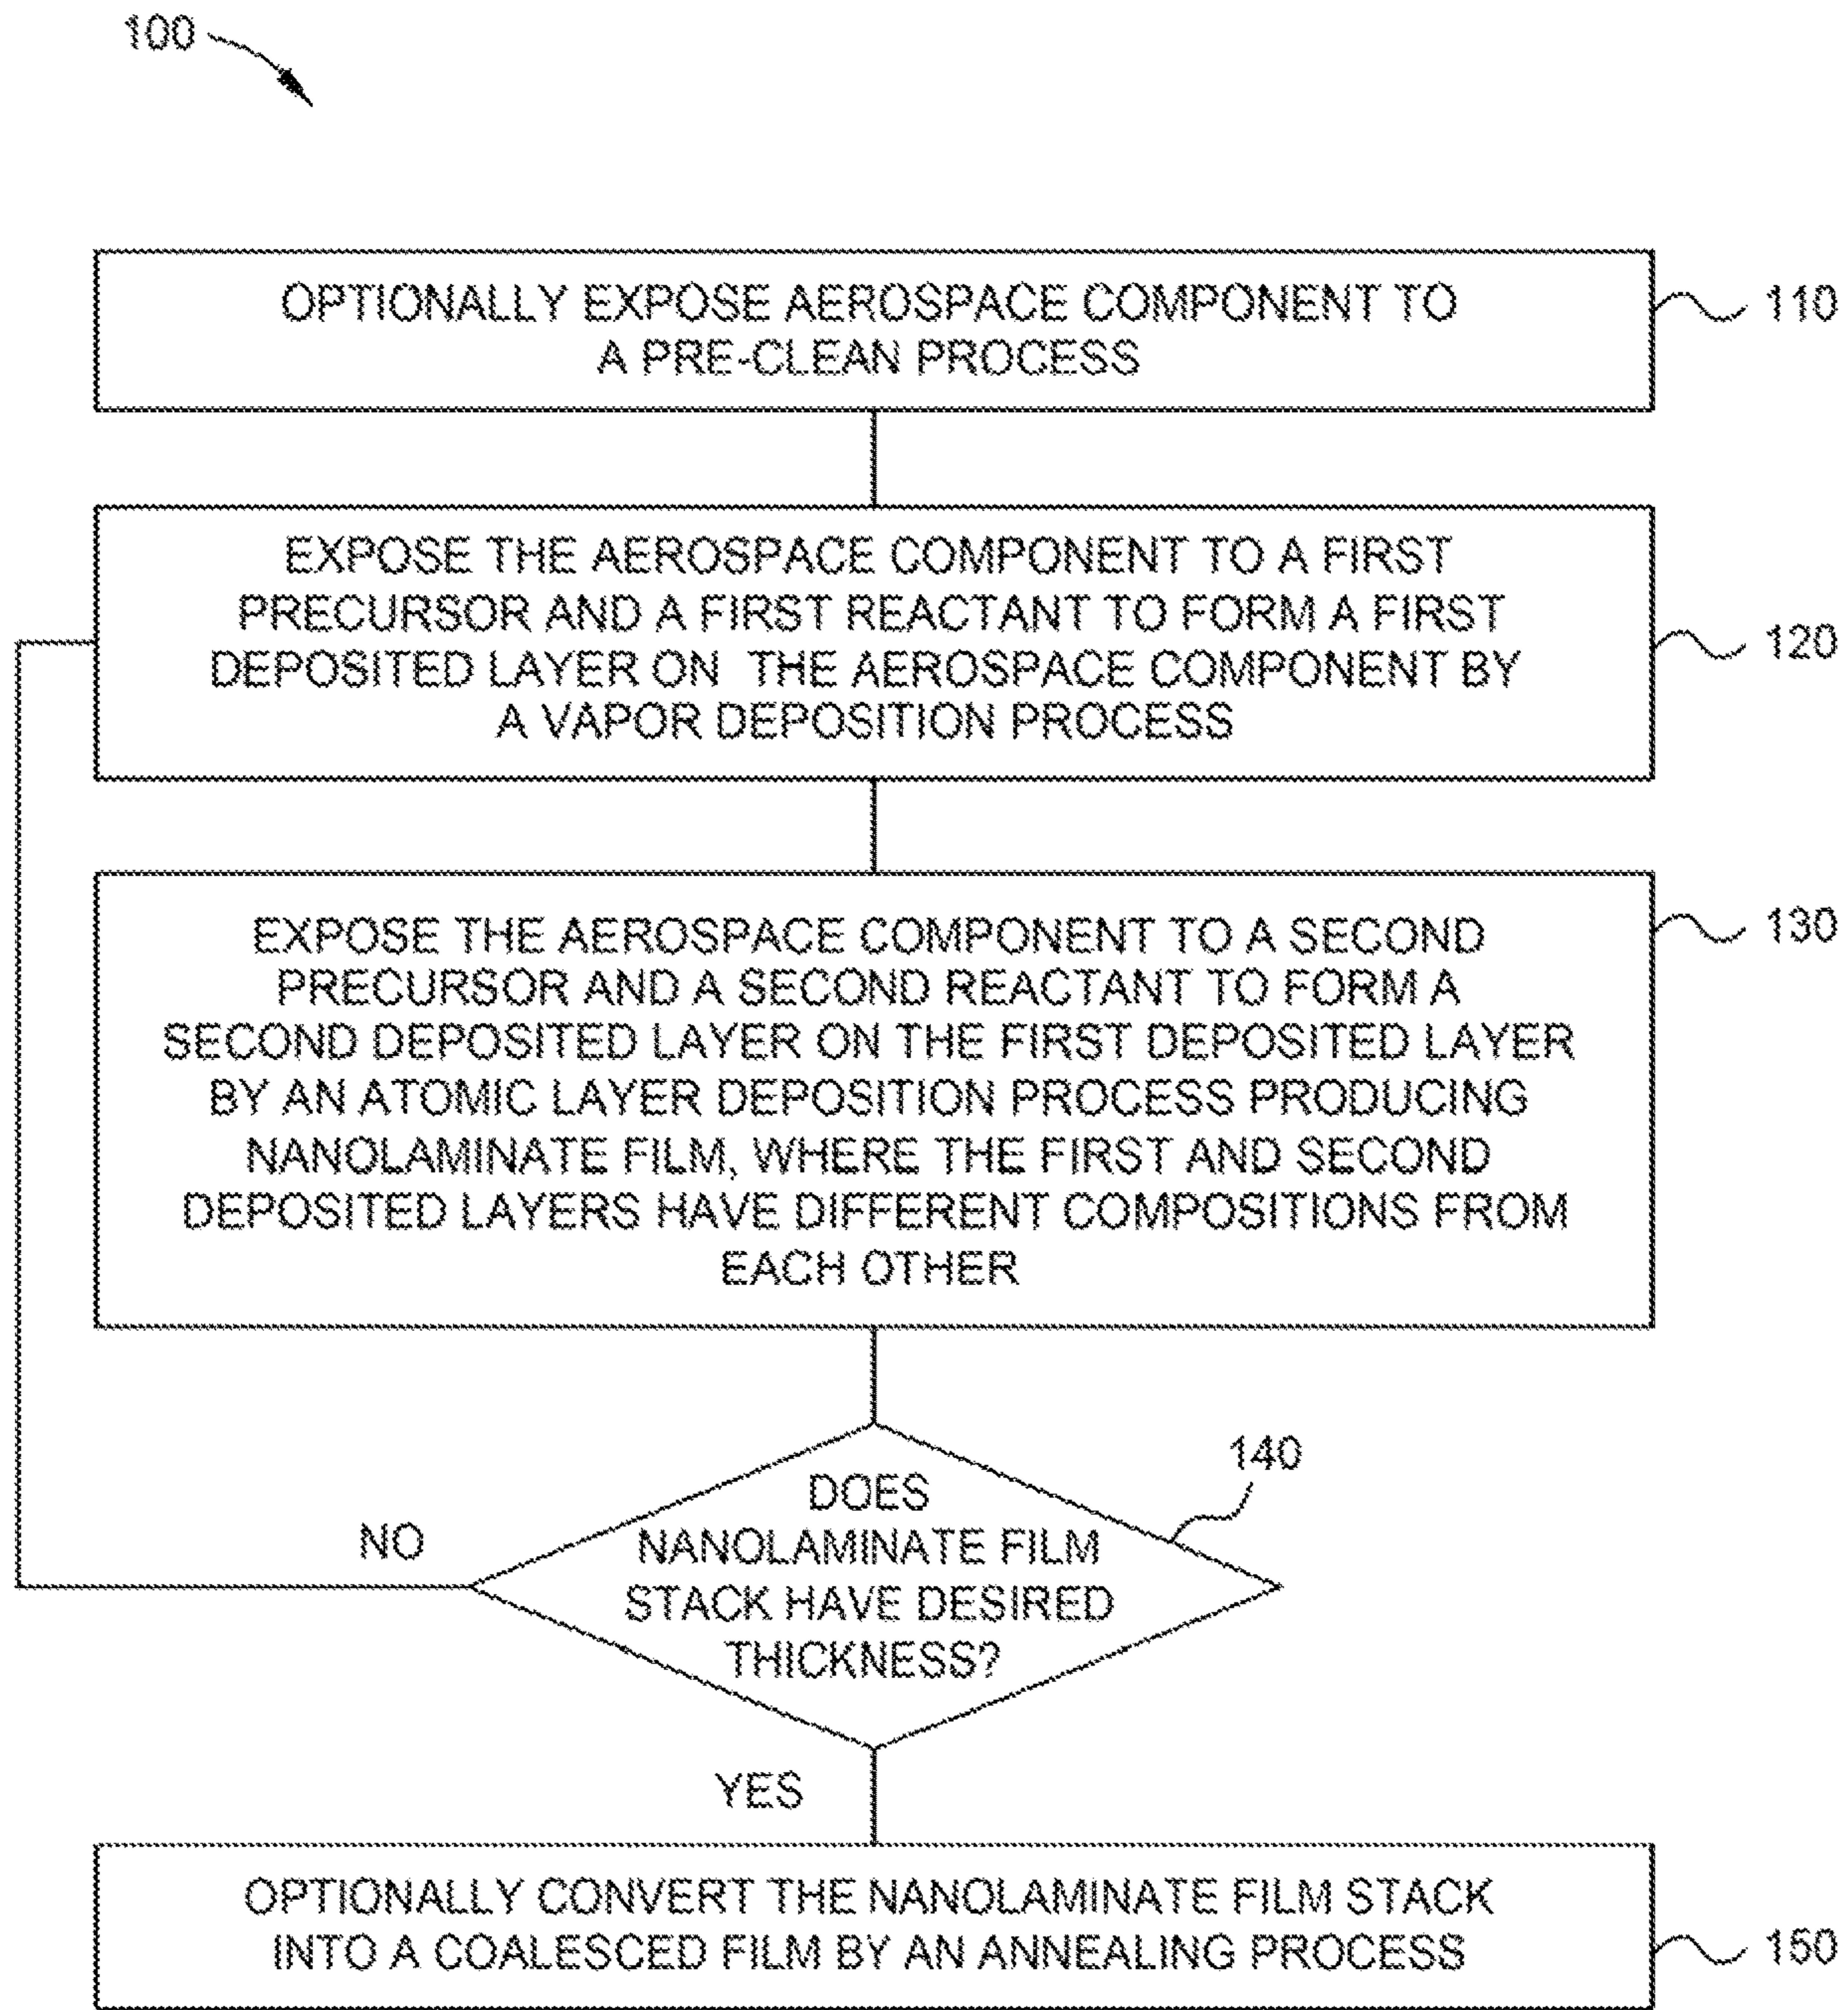 100
OPTIONALLY EXPOSE AEROSPACE COMPONENT TO
A PRE-CLEAN PROCESS
110
EXPOSE THE AEROSPACE COMPONENT TO A FIRST
PRECURSOR AND A FIRST REACTANT TO FORM A FIRST
DEPOSITED LAYER ON THE AEROSPACE COMPONENT BY
A VAPOR DEPOSITION PROCESS
120
EXPOSE THE AEROSPACE COMPONENT TO A SECOND
PRECURSOR AND A SECOND REACTANT TO FORM A
SECOND DEPOSITED LAYER ON THE FIRST DEPOSITED LAYER
BY AN ATOMIC LAYER DEPOSITION PROCESS PRODUCING
NANOLAMINATE FILM, WHERE THE FIRST AND SECOND
DEPOSITED LAYERS HAVE DIFFERENT COMPOSITIONS FROM
EACH OTHER
130
DOES
NANOLAMINATE FILM
STACK HAVE DESIRED
THICKNESS?
140
NO
YES
OPTIONALLY CONVERT THE NANOLAMINATE FILM STACK
INTO A COALESCED FILM BY AN ANNEALING PROCESS
150